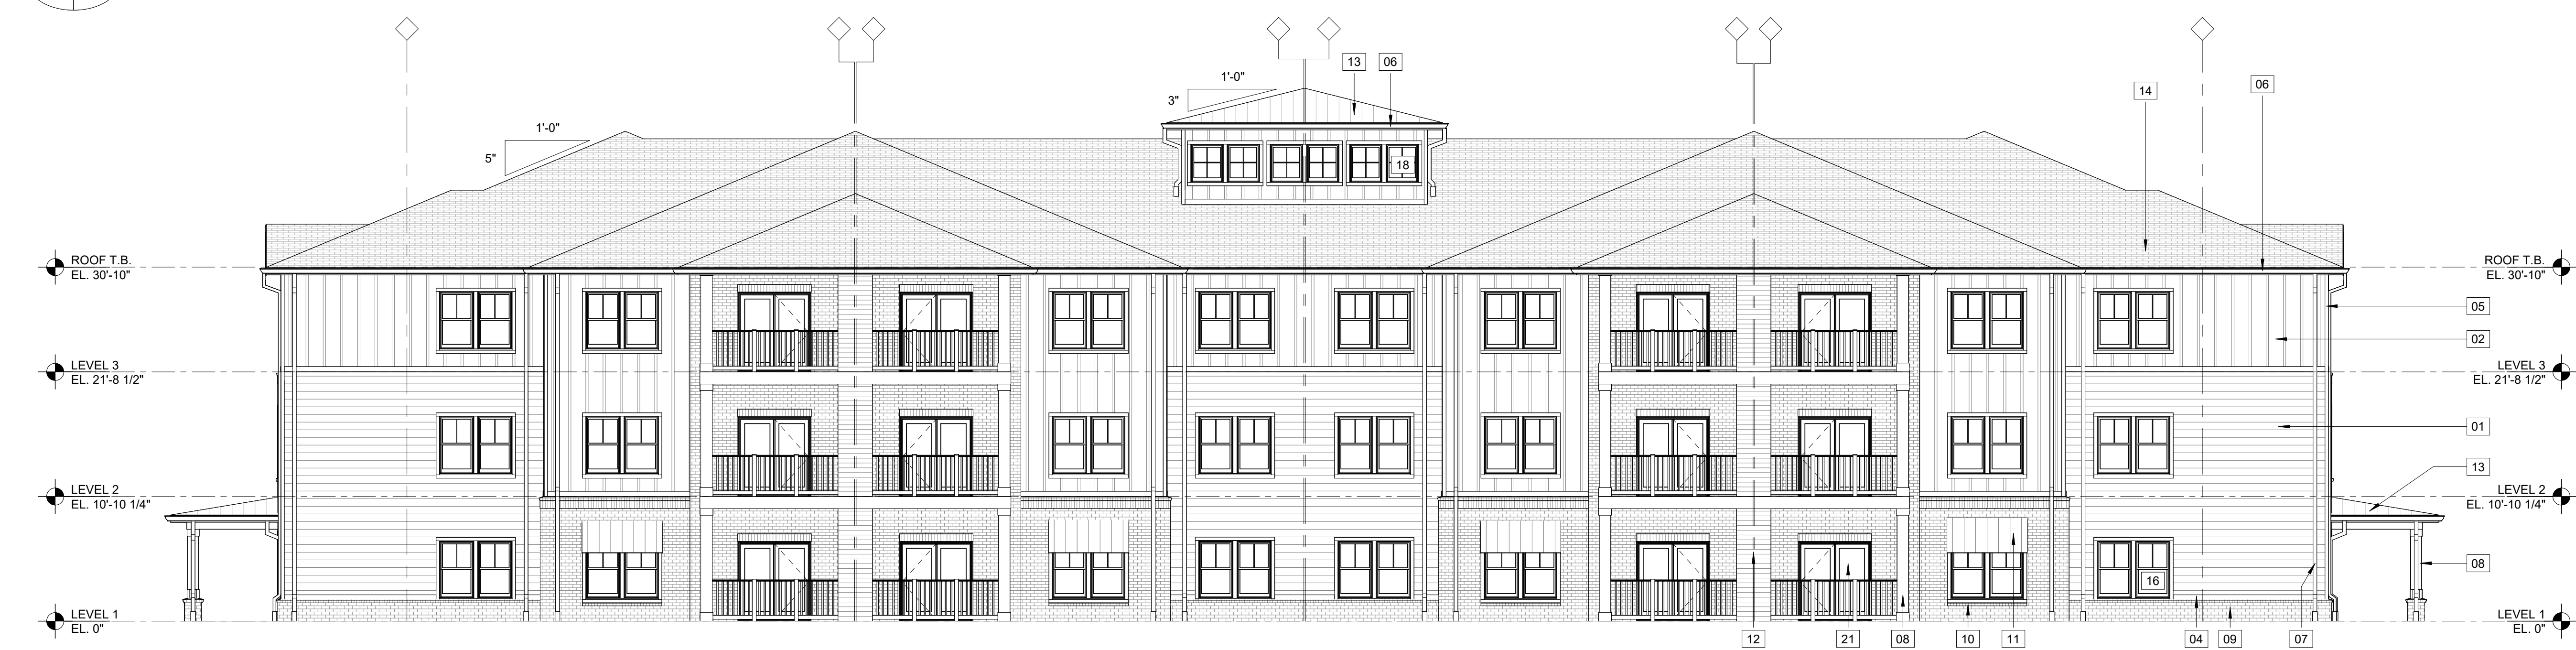 13
06
1'-0"
3"
14
06
1'-0"
5"
18
ROOF T.B.
EL. 30'-10"
ROOF T.B.
EL. 30'-10"
05
02
LEVEL 3
EL. 21'-8 1/2"
LEVEL 3
EL. 21'-8 1/2"
01
13
LEVEL 2
EL. 10'-10 1/4"
LEVEL 2
EL. 10'-10 1/4"
08
16
LEVEL 1
EL. 0"
LEVEL 1
EL. 0"
12
21
08
10
11
04
09
07